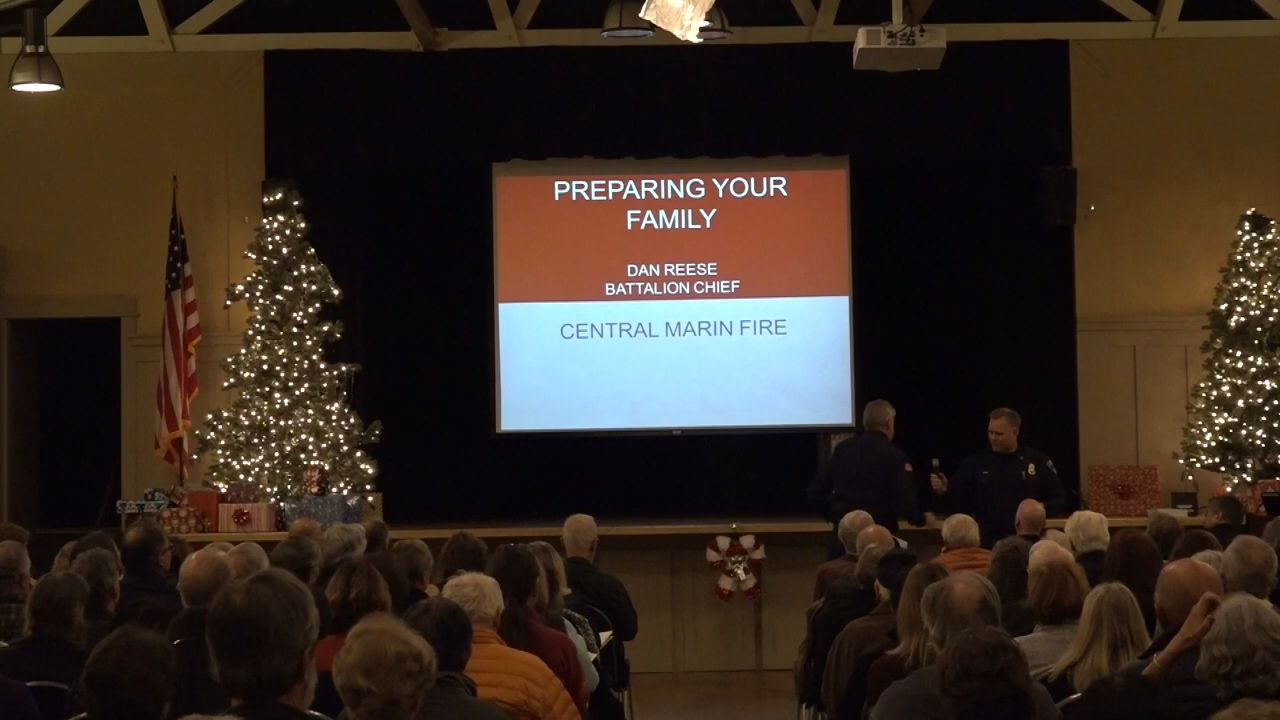 PREPARING YOUR
FAMILY
DAN REESE
BATTALION CHIEF
CENTRAL MARIN FIRE